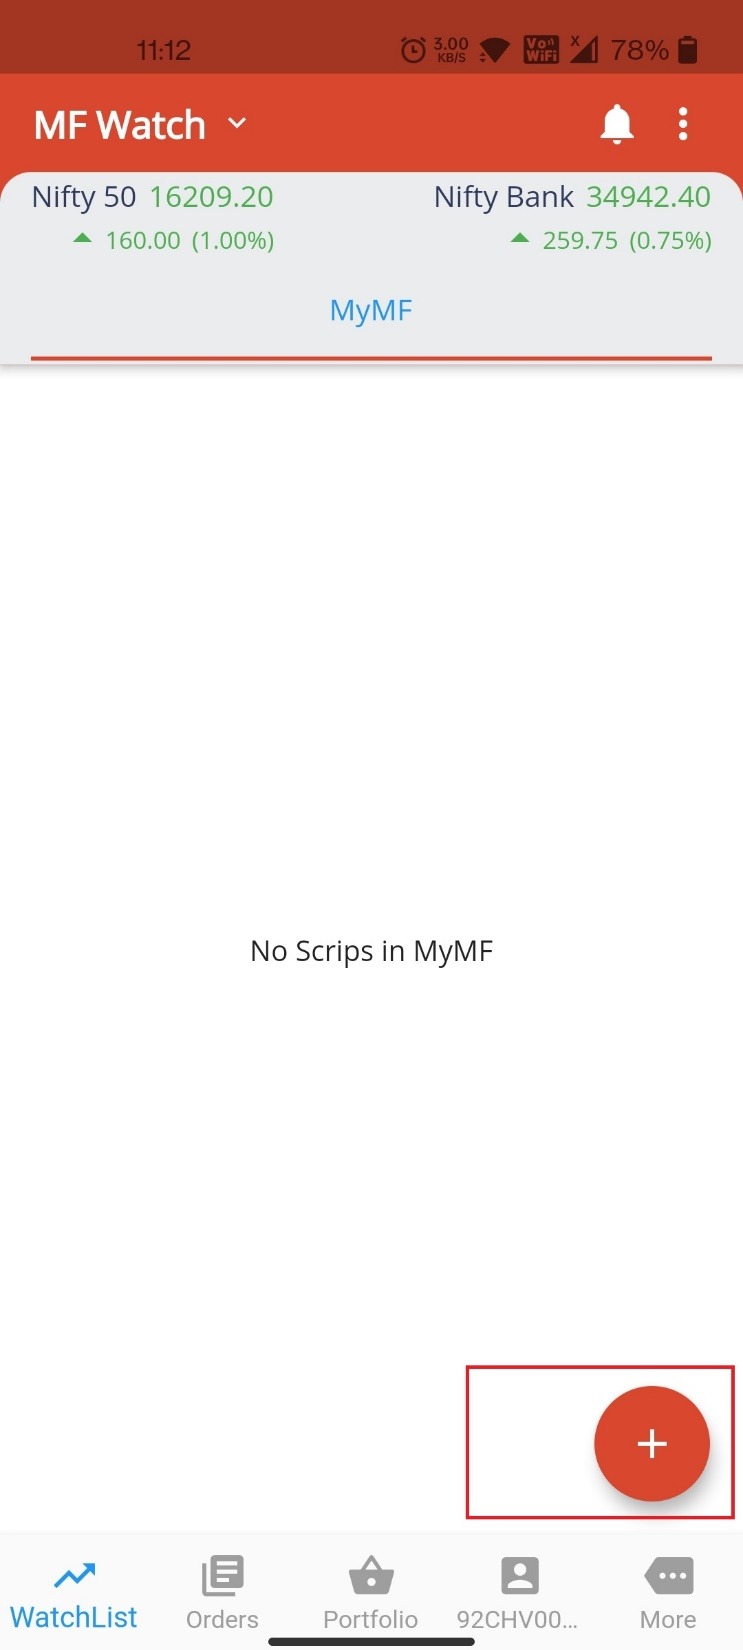 11:12 3.00 KB/S Vo WiFi X 78%
MF Watch
Nifty 50 16209.20 Nifty Bank 34942.40
160.00 (1.00%) 259.75 (0.75%)
MyMF
No Scrips in MyMF
+
WatchList Orders Portfolio 92CHV00... More